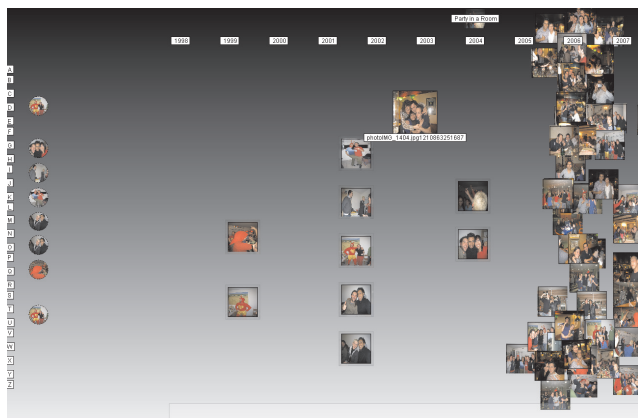 Party in a Room
1998 1999 2000 2001 2002 2003 2004 2005 2006 2007
A
B
C
D
E
F
photoIMG_1404.jpg1210863251687
G
H
I
J
K
L
M
N
O
P
Q
R
S
T
U
V
W
X
Y
Z